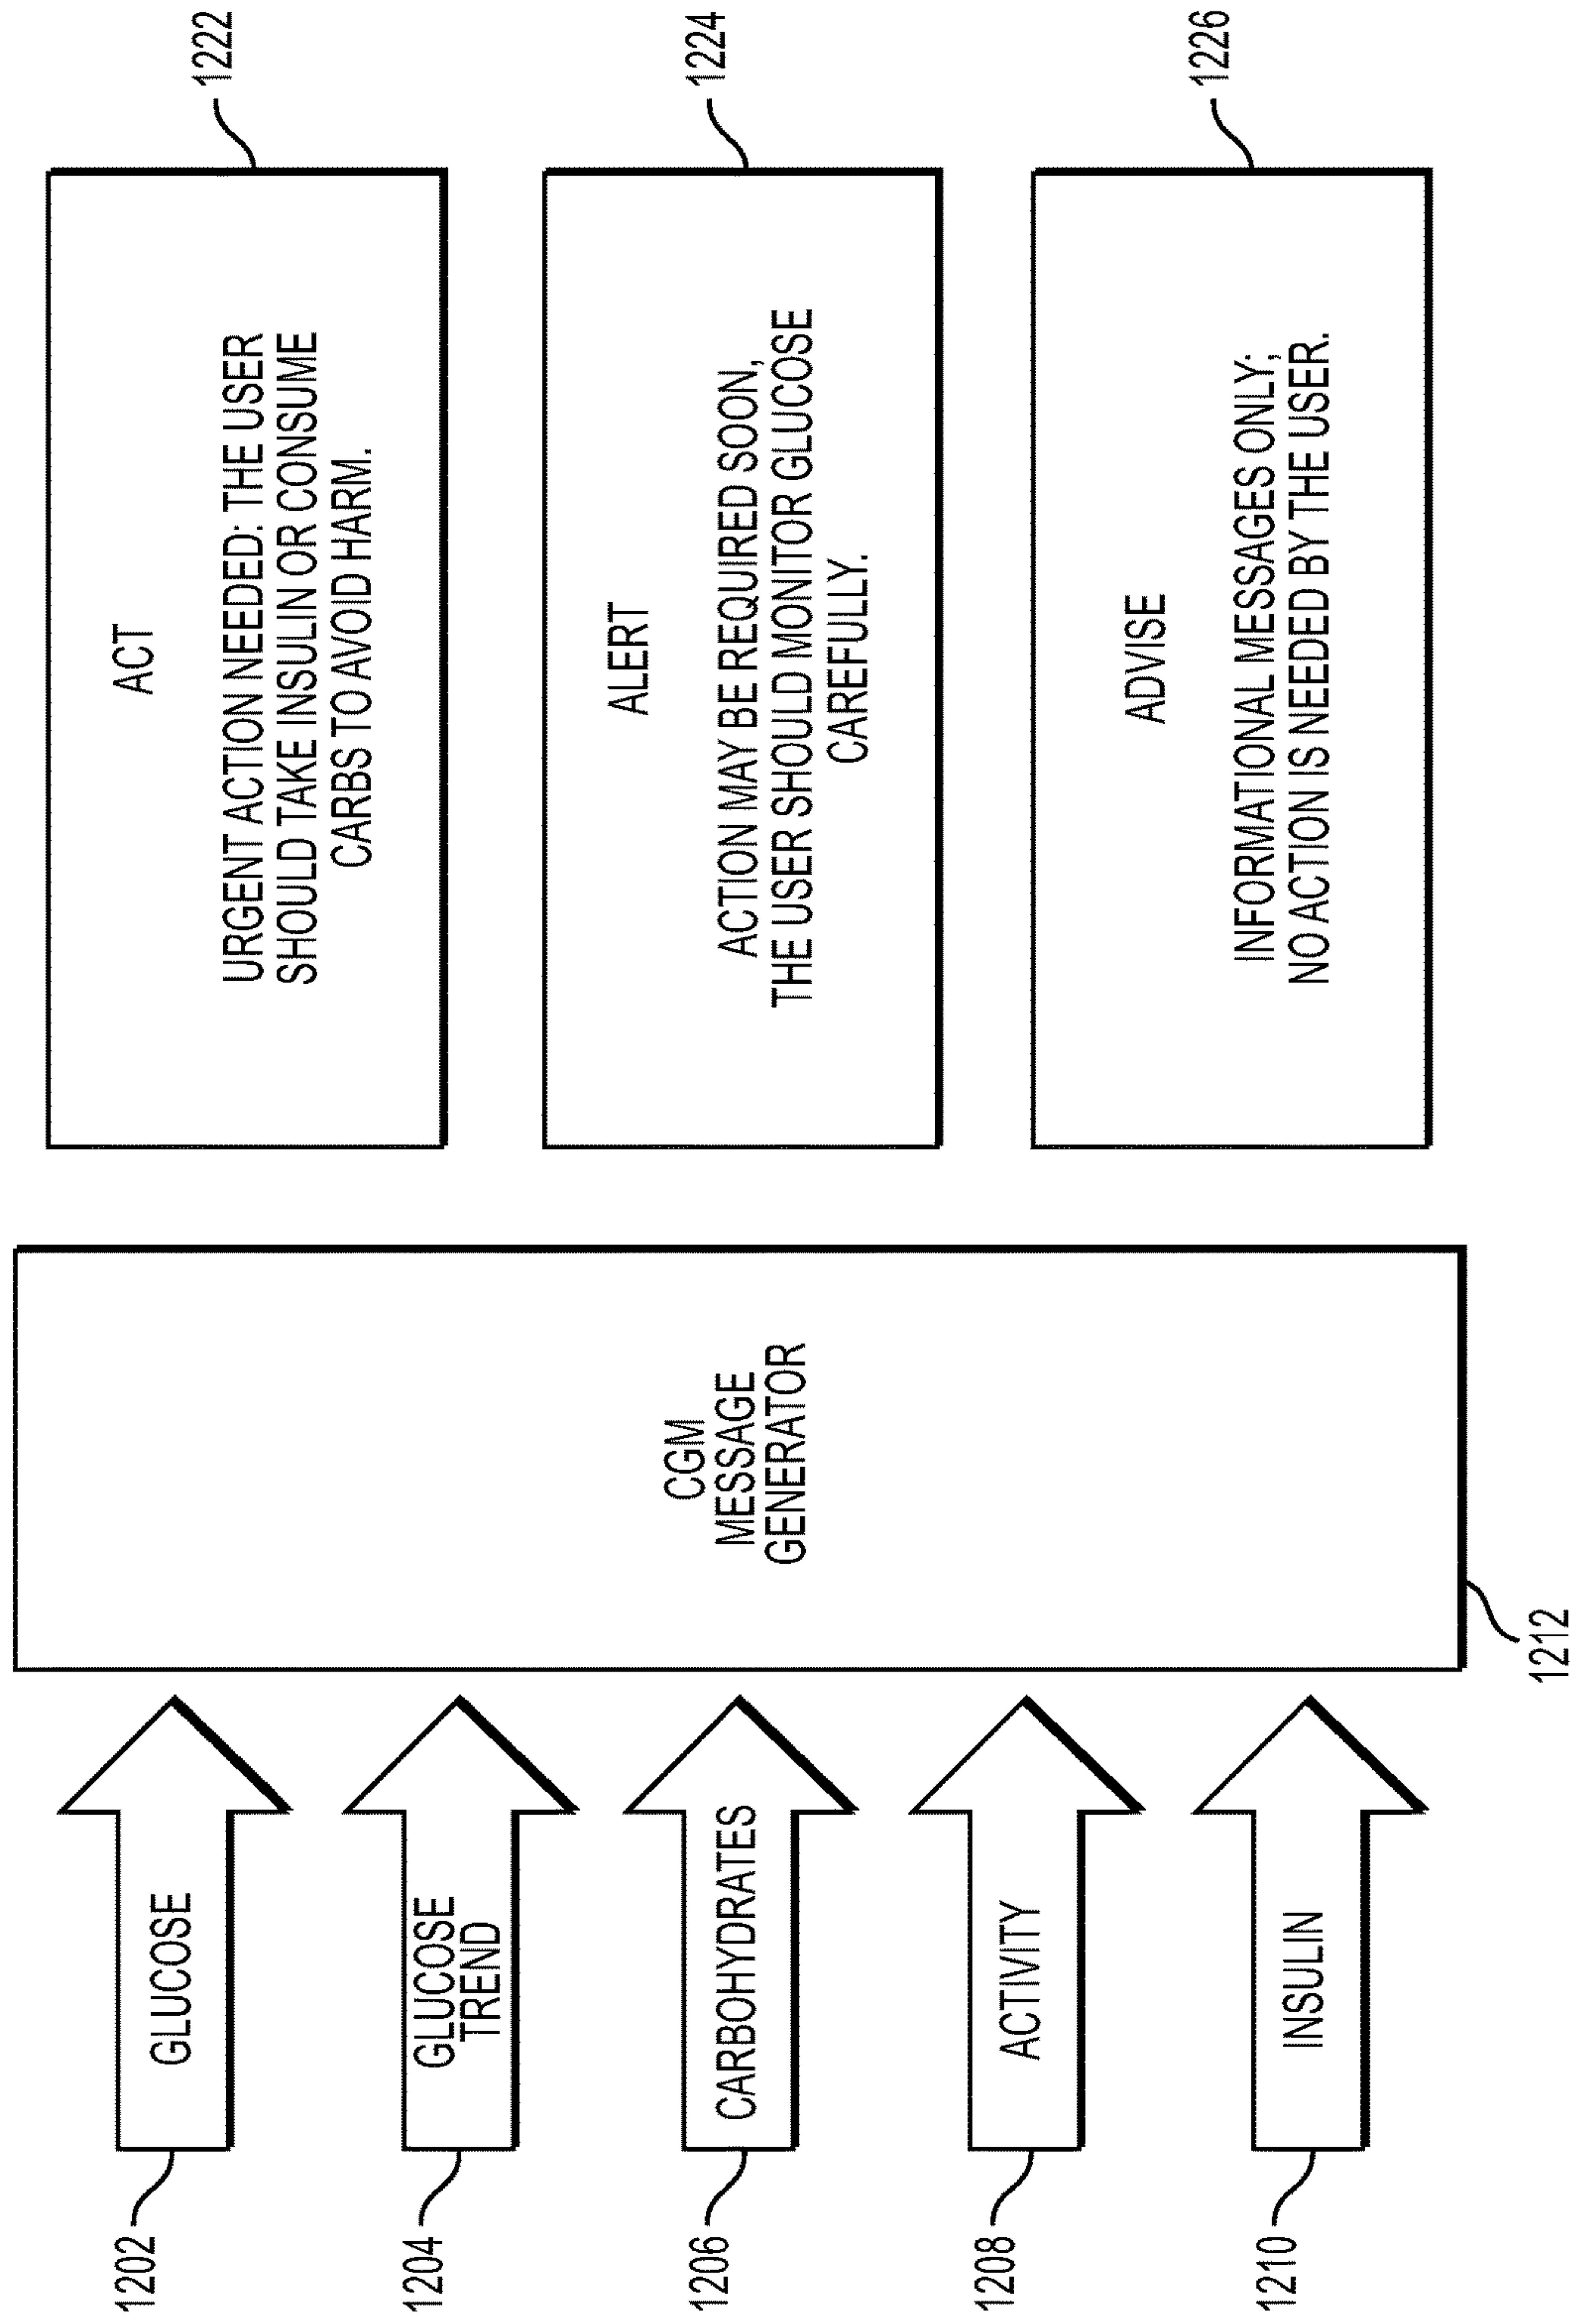 1202
GLUCOSE
1204
GLUCOSE
TREND
1206
CARBOHYDRATES
1208
ACTIVITY
1210
INSULIN
CGM
MESSAGE
GENERATOR
1212
ACT
URGENT ACTION NEEDED: THE USER
SHOULD TAKE INSULIN OR CONSUME
CARBS TO AVOID HARM.
1222
ALERT
ACTION MAY BE REQUIRED SOON,
THE USER SHOULD MONITOR GLUCOSE
CAREFULLY.
1224
ADVISE
INFORMATIONAL MESSAGES ONLY;
NO ACTION IS NEEDED BY THE USER.
1226